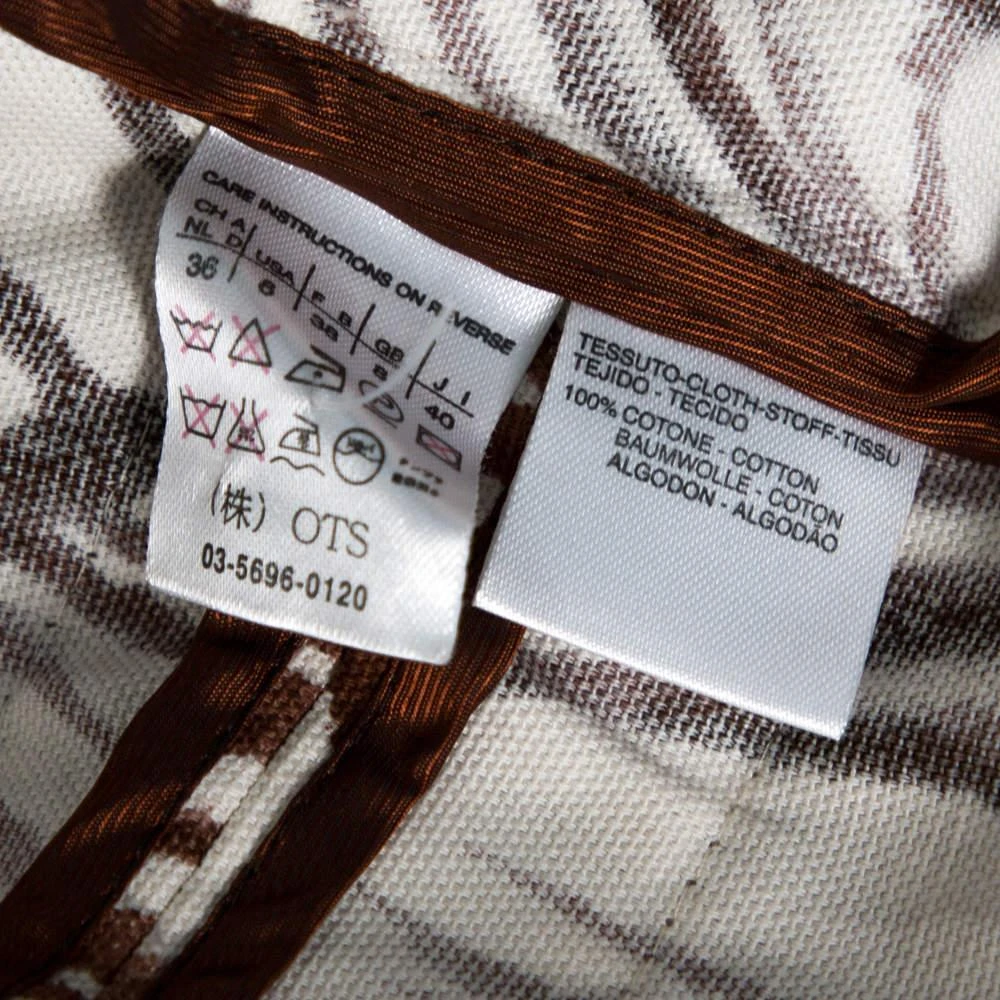 CARE INSTRUCTIONS ON REVERSE
CH A
NL D USA F B GB J I
36 6 38 8 40
(株) OTS
03-5696-0120
TESSUTO-CLOTH-STOFF-TISSU
TEJIDO - TECIDO
100% COTONE - COTTON
BAUMWOLLE - COTON
ALGODON - ALGODÃO